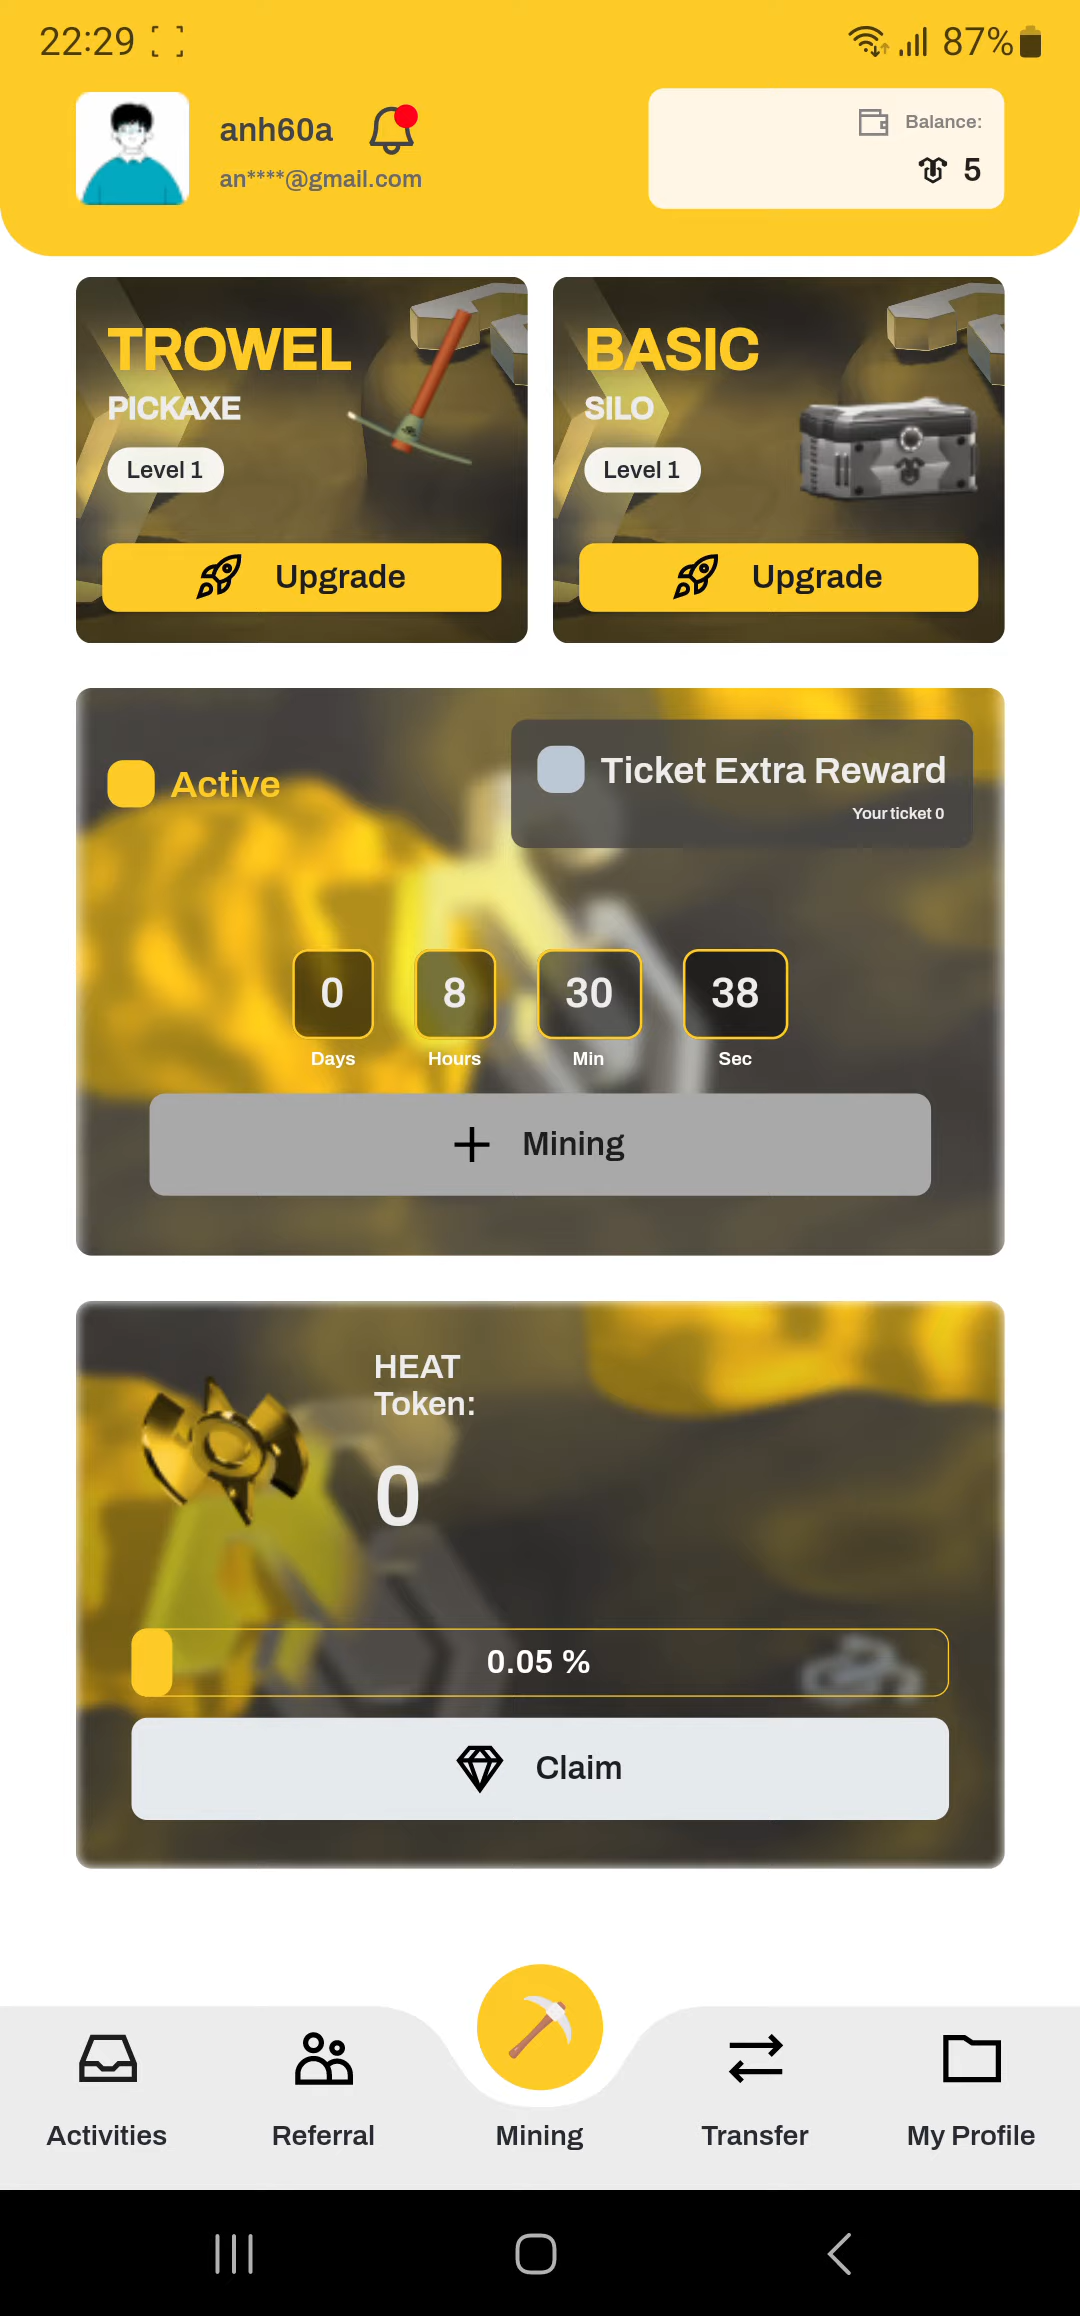 22:29
87%
anh60a
an****@gmail.com
Balance:
5
TROWEL
PICKAXE
Level 1
Upgrade
BASIC
SILO
Level 1
Upgrade
Active
Ticket Extra Reward
Your ticket 0
0 8 30 38
Days Hours Min Sec
Mining
HEAT
Token:
0
0.05 %
Claim
Activities Referral Mining Transfer My Profile